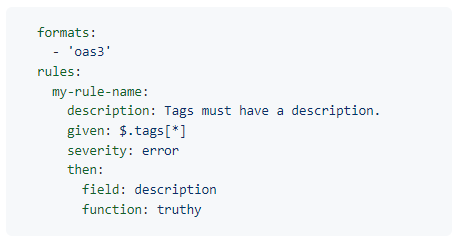 formats:
  - 'oas3'
rules:
  my-rule-name:
    description: Tags must have a description.
    given: $.tags[*]
    severity: error
    then:
      field: description
      function: truthy